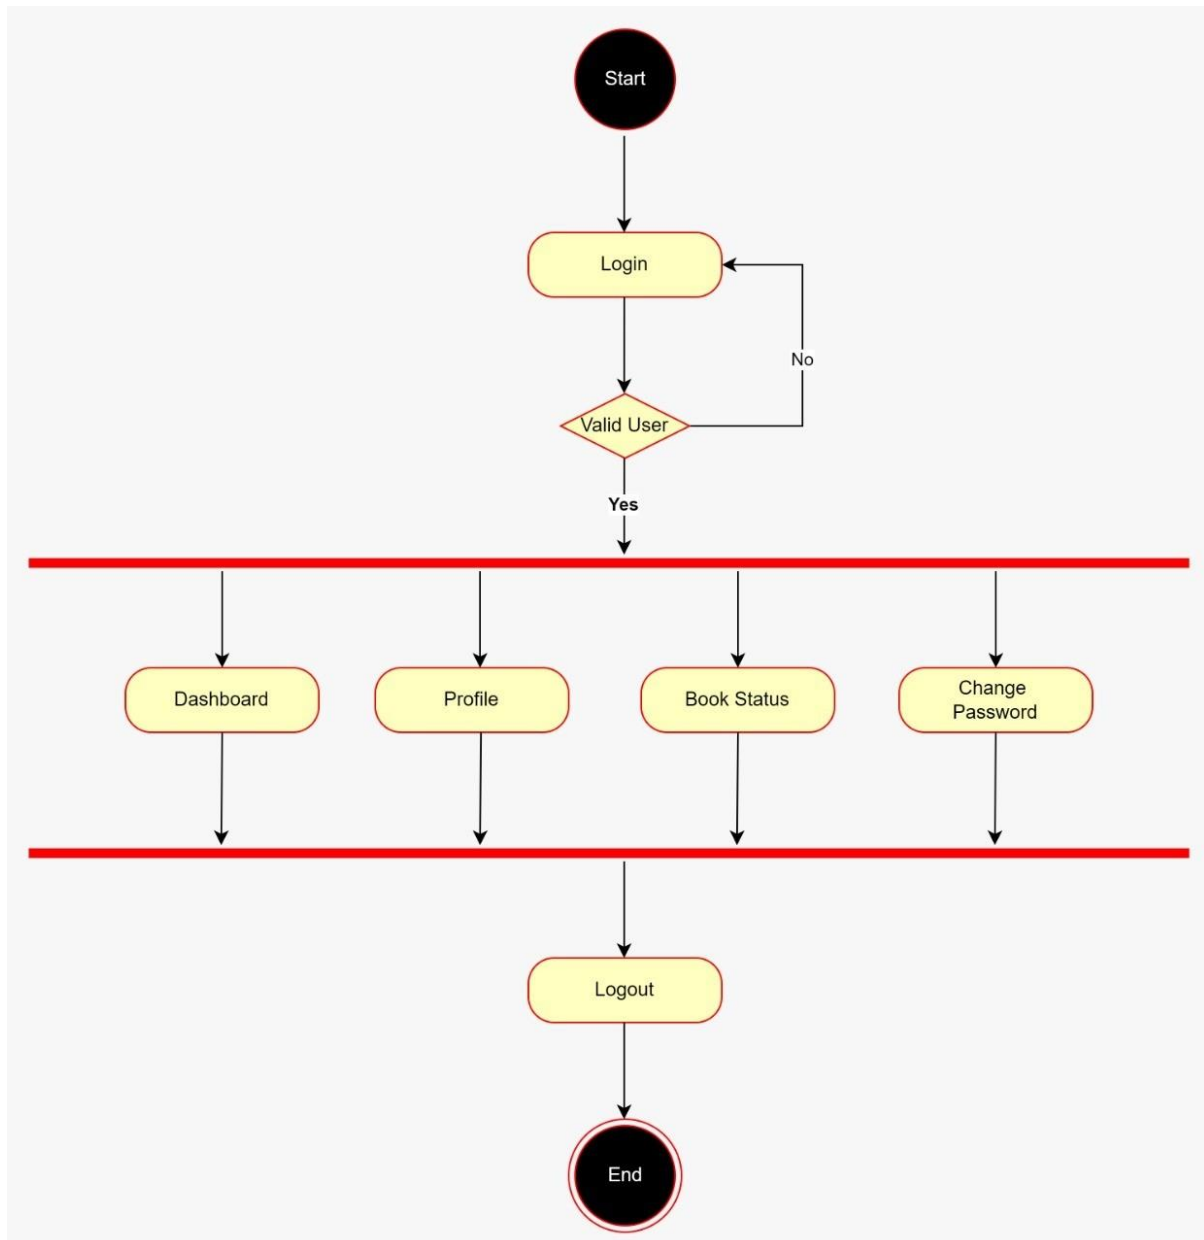 Start
Login
No
Valid User
Yes
Dashboard
Profile
Book Status
Change
Password
Logout
End